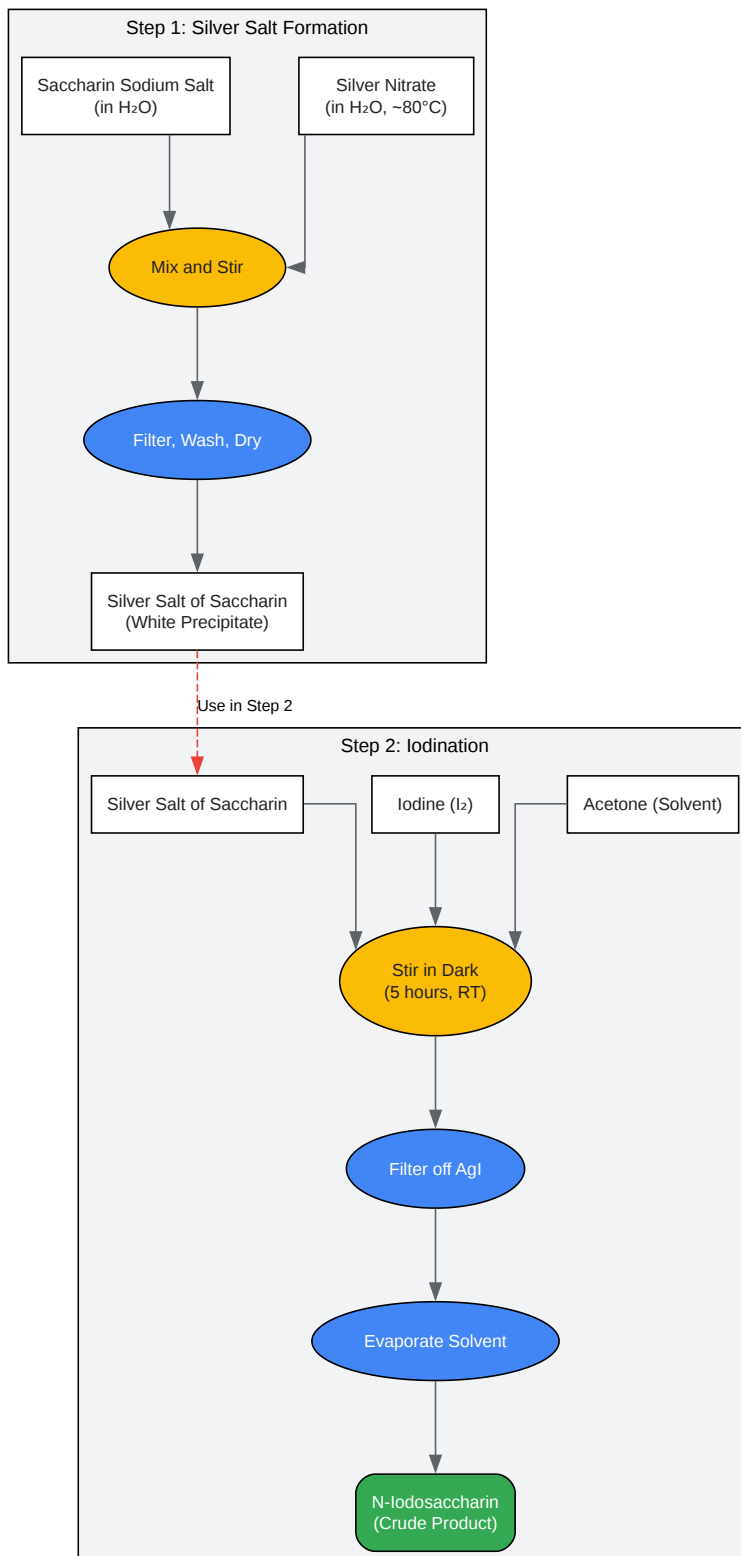 Step 1: Silver Salt Formation
Saccharin Sodium Salt
(in H₂O)
Silver Nitrate
(in H₂O, ~80°C)
Mix and Stir
Filter, Wash, Dry
Silver Salt of Saccharin
(White Precipitate)
Use in Step 2
Step 2: Iodination
Silver Salt of Saccharin
Iodine (I₂)
Acetone (Solvent)
Stir in Dark
(5 hours, RT)
Filter off AgI
Evaporate Solvent
N-Iodosaccharin
(Crude Product)